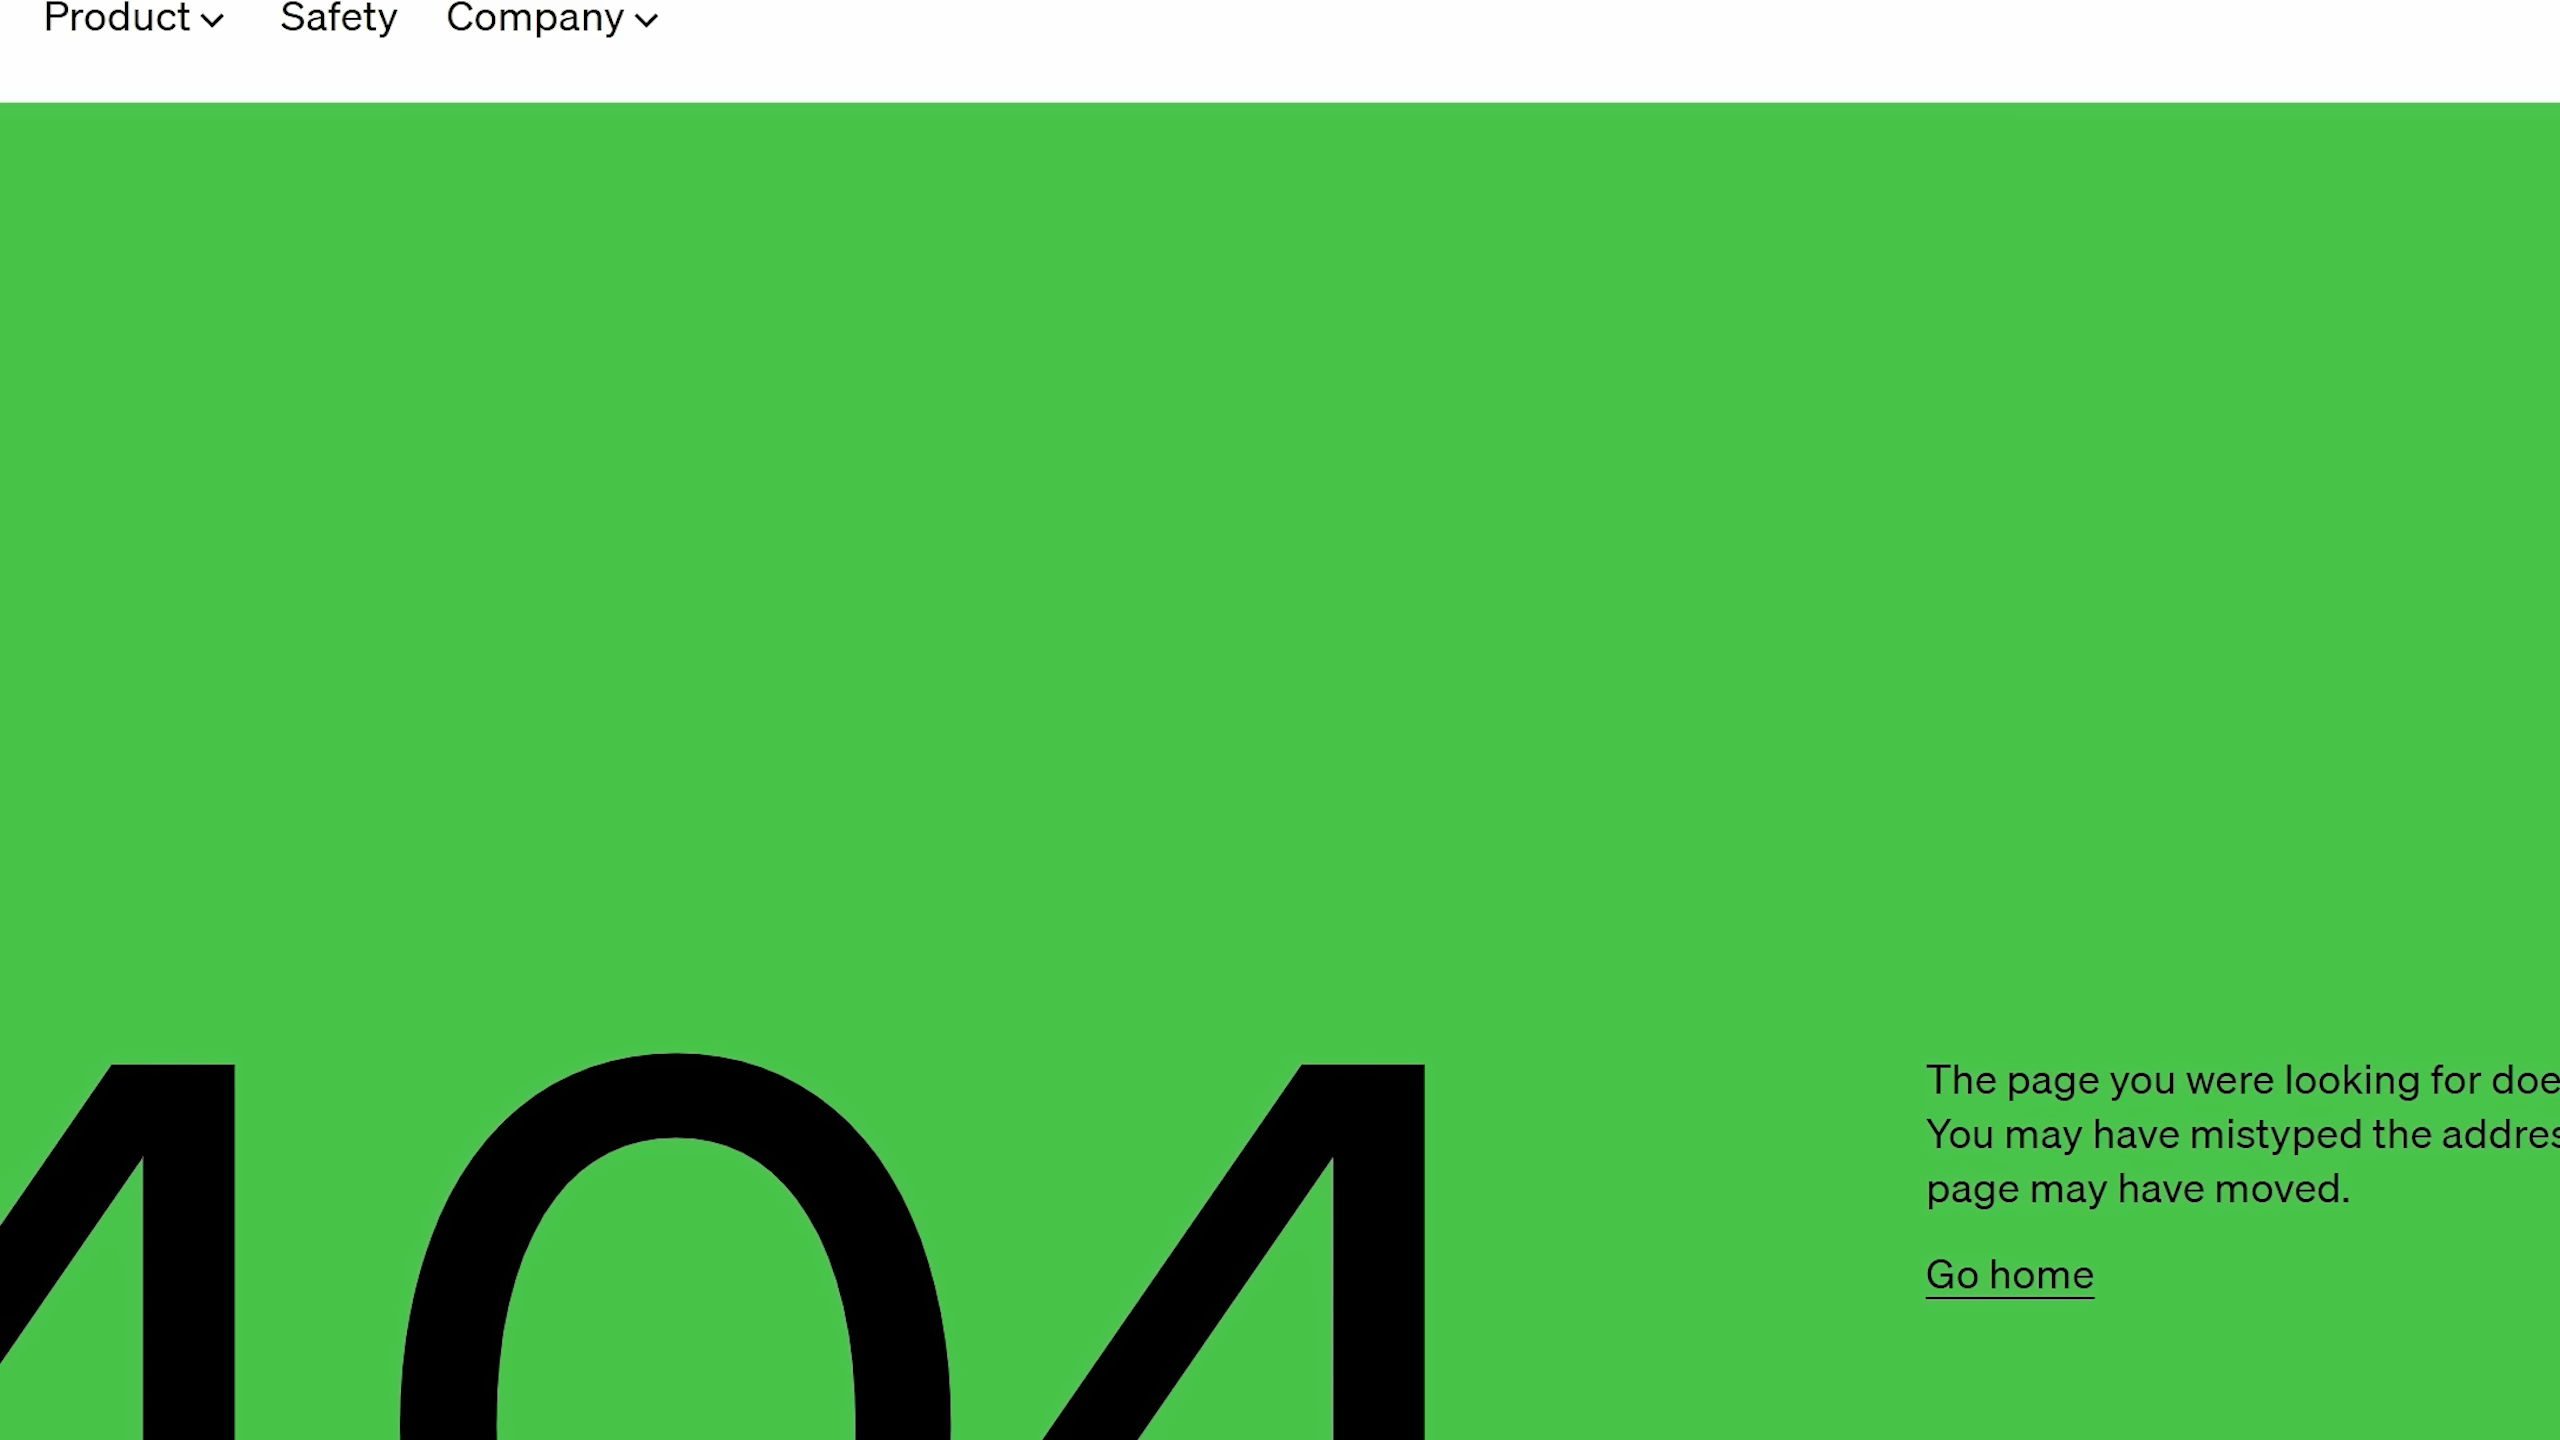 Product Safety Company
404
The page you were looking for doe
You may have mistyped the addres
page may have moved.
Go home